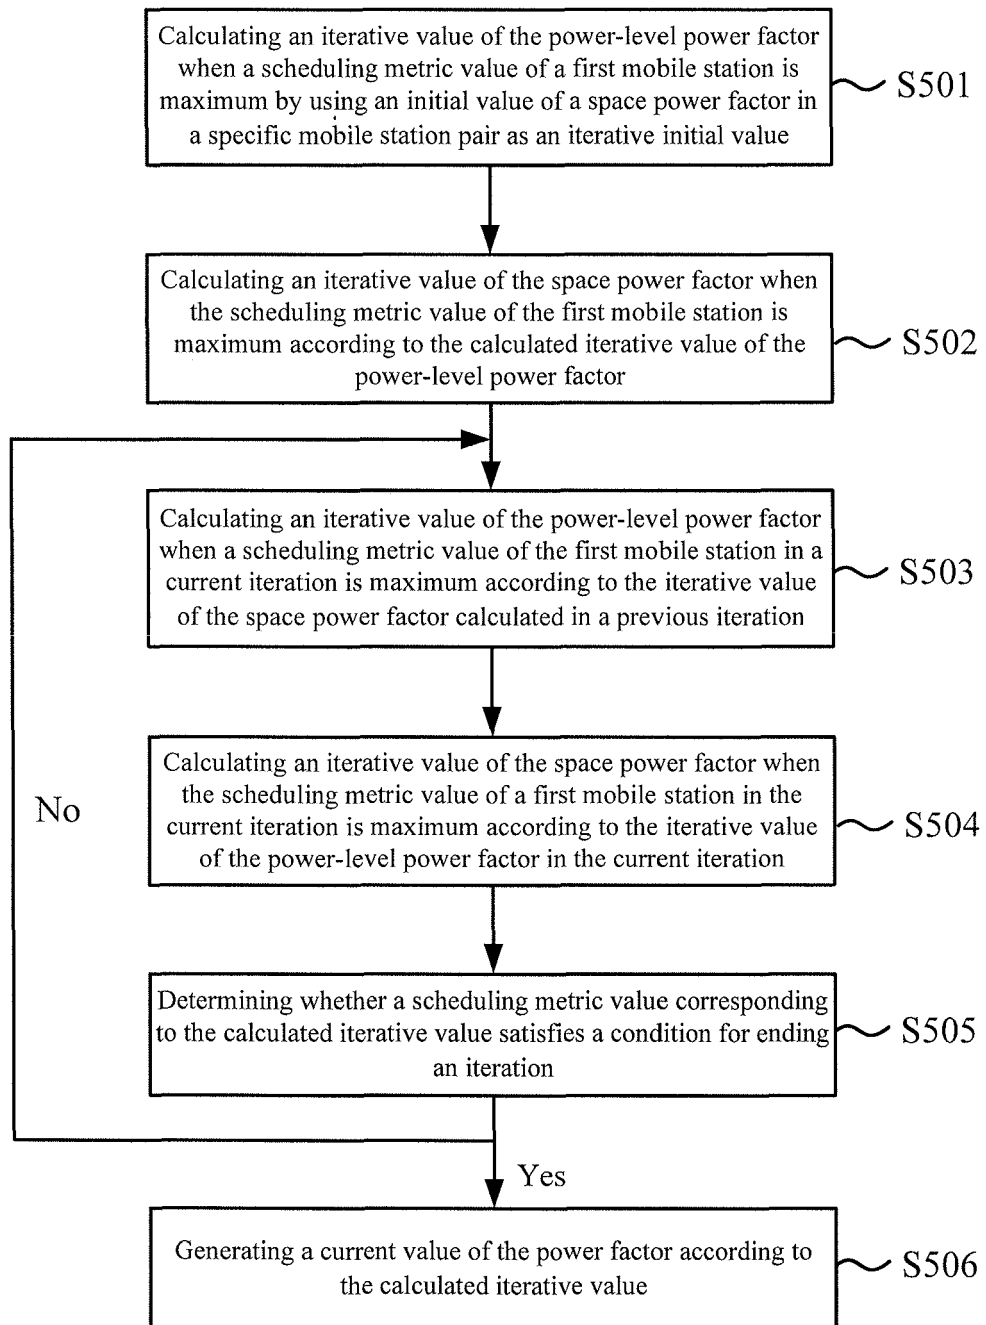 Calculating an iterative value of the power-level power factor
when a scheduling metric value of a first mobile station is
maximum by using an initial value of a space power factor in
a specific mobile station pair as an iterative initial value
S501
Calculating an iterative value of the space power factor when
the scheduling metric value of the first mobile station is
maximum according to the calculated iterative value of the
power-level power factor
S502
Calculating an iterative value of the power-level power factor
when a scheduling metric value of the first mobile station in a
current iteration is maximum according to the iterative value
of the space power factor calculated in a previous iteration
S503
Calculating an iterative value of the space power factor when
the scheduling metric value of a first mobile station in the
current iteration is maximum according to the iterative value
of the power-level power factor in the current iteration
S504
No
Determining whether a scheduling metric value corresponding
to the calculated iterative value satisfies a condition for ending
an iteration
S505
Yes
Generating a current value of the power factor according to
the calculated iterative value
S506